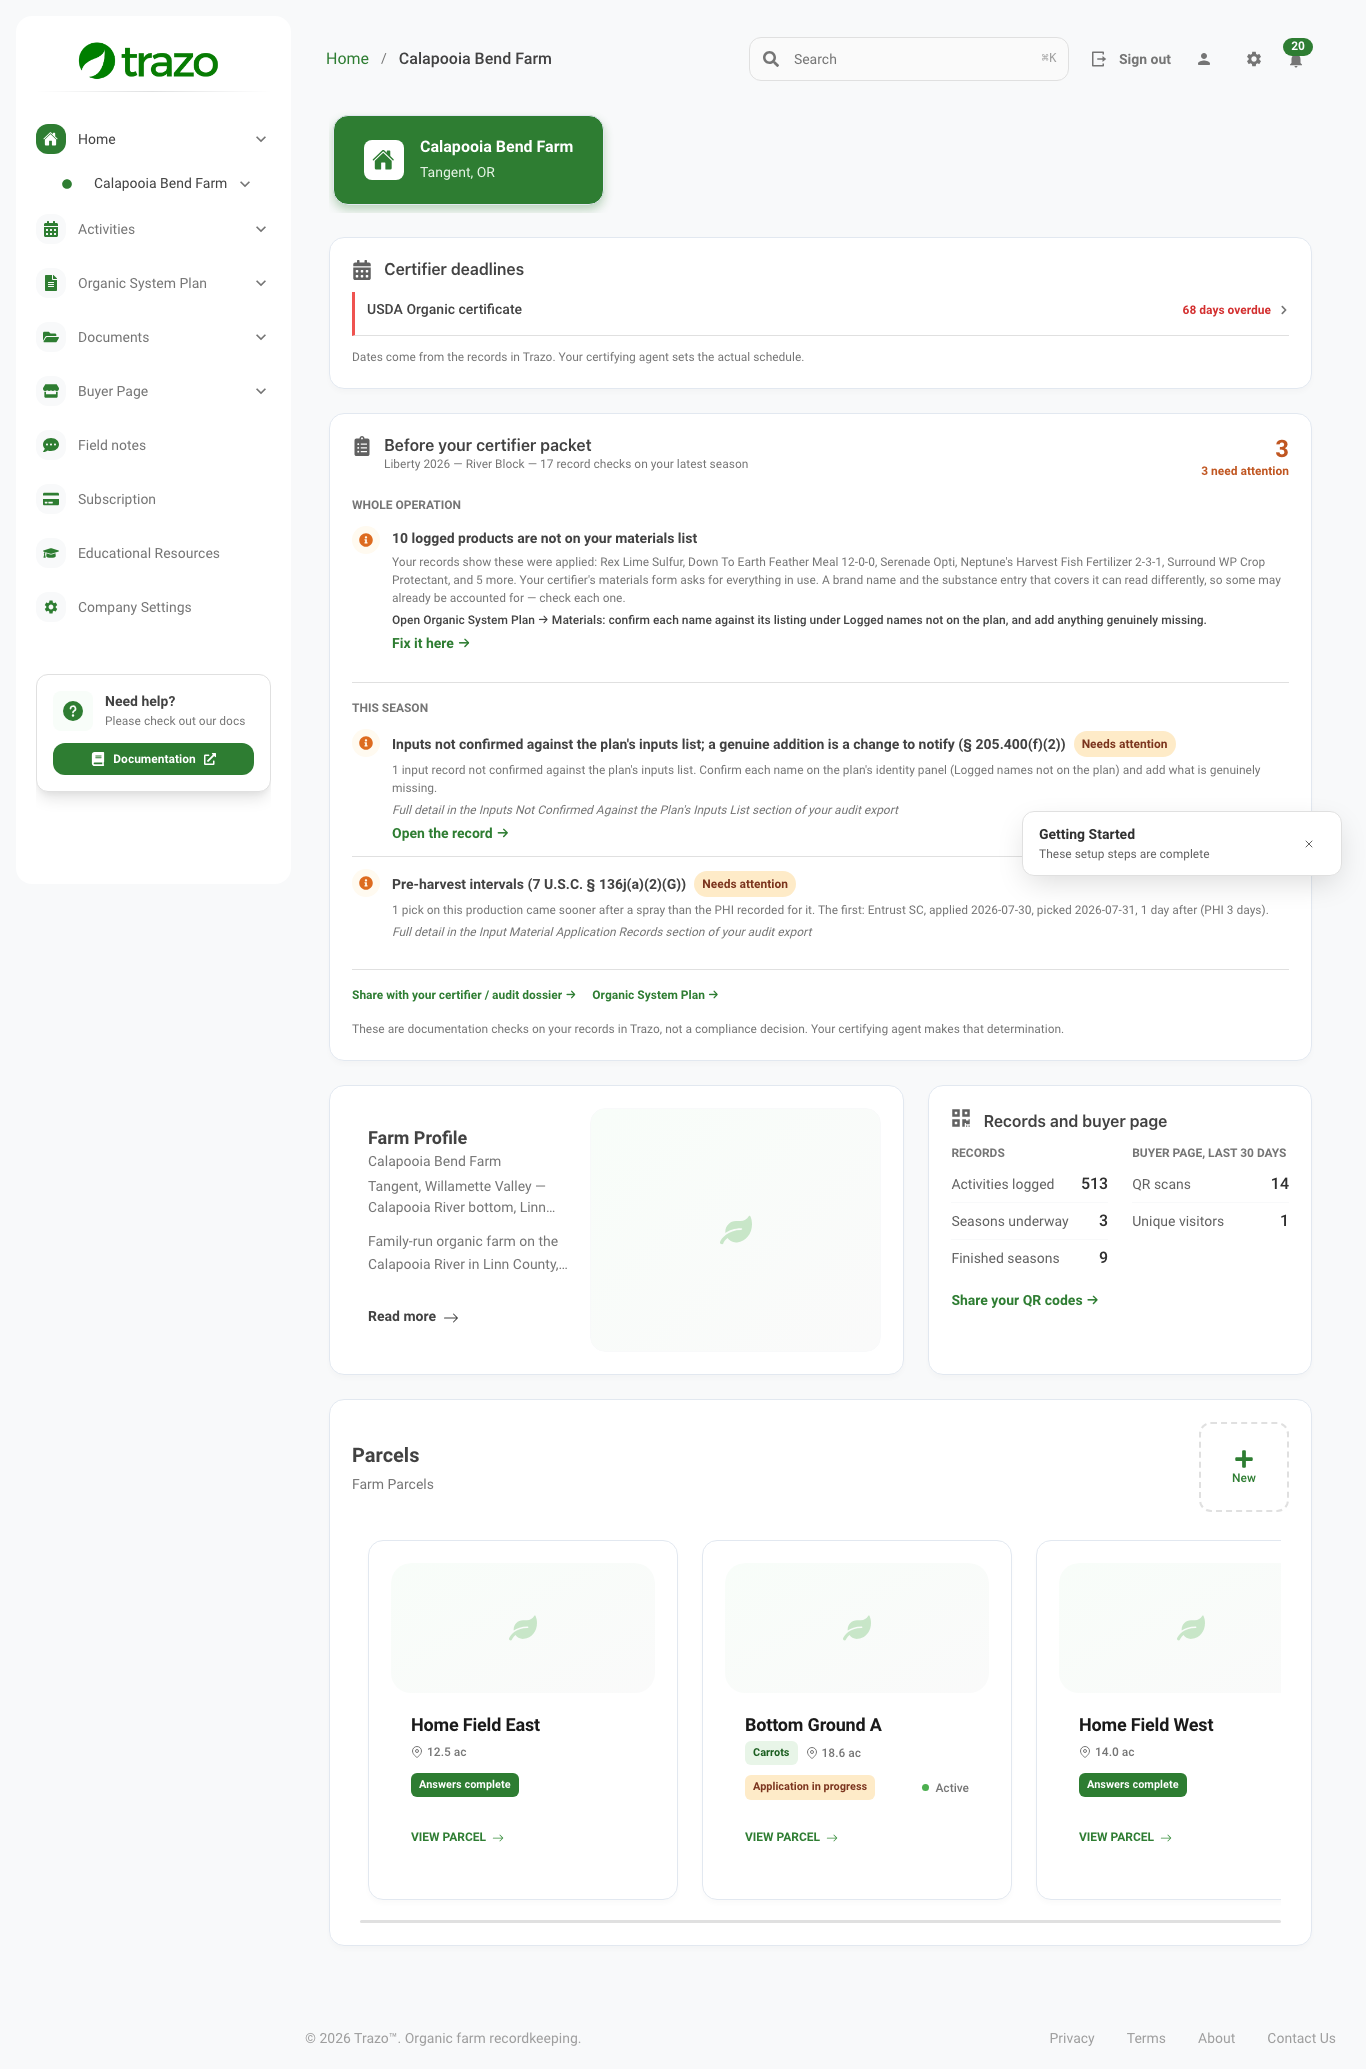 trazo
Home / Calapooia Bend Farm
Search
⌘K
Sign out
20
Home
Calapooia Bend Farm
Activities
Organic System Plan
Documents
Buyer Page
Field notes
Subscription
Educational Resources
Company Settings
Need help?
Please check out our docs
Documentation
Calapooia Bend Farm
Tangent, OR
Certifier deadlines
USDA Organic certificate
68 days overdue
Dates come from the records in Trazo. Your certifying agent sets the actual schedule.
Before your certifier packet
Liberty 2026 — River Block — 17 record checks on your latest season
3
3 need attention
WHOLE OPERATION
10 logged products are not on your materials list
Your records show these were applied: Rex Lime Sulfur, Down To Earth Feather Meal 12-0-0, Serenade Opti, Neptune's Harvest Fish Fertilizer 2-3-1, Surround WP Crop
Protectant, and 5 more. Your certifier's materials form asks for everything in use. A brand name and the substance entry that covers it can read differently, so some may
already be accounted for — check each one.
Open Organic System Plan → Materials: confirm each name against its listing under Logged names not on the plan, and add anything genuinely missing.
Fix it here →
THIS SEASON
Inputs not confirmed against the plan's inputs list; a genuine addition is a change to notify (§ 205.400(f)(2))
Needs attention
1 input record not confirmed against the plan's inputs list. Confirm each name on the plan's identity panel (Logged names not on the plan) and add what is genuinely
missing.
Full detail in the Inputs Not Confirmed Against the Plan's Inputs List section of your audit export
Open the record →
Getting Started
These setup steps are complete
Pre-harvest intervals (7 U.S.C. § 136j(a)(2)(G))
Needs attention
1 pick on this production came sooner after a spray than the PHI recorded for it. The first: Entrust SC, applied 2026-07-30, picked 2026-07-31, 1 day after (PHI 3 days).
Full detail in the Input Material Application Records section of your audit export
Share with your certifier / audit dossier →
Organic System Plan →
These are documentation checks on your records in Trazo, not a compliance decision. Your certifying agent makes that determination.
Farm Profile
Calapooia Bend Farm
Tangent, Willamette Valley —
Calapooia River bottom, Linn...
Family-run organic farm on the
Calapooia River in Linn County,...
Read more →
Records and buyer page
RECORDS
Activities logged 513
Seasons underway 3
Finished seasons 9
BUYER PAGE, LAST 30 DAYS
QR scans 14
Unique visitors 1
Share your QR codes →
Parcels
Farm Parcels
New
Home Field East
12.5 ac
Answers complete
VIEW PARCEL →
Bottom Ground A
Carrots
18.6 ac
Application in progress
Active
VIEW PARCEL →
Home Field West
14.0 ac
Answers complete
VIEW PARCEL →
© 2026 Trazo™. Organic farm recordkeeping.
Privacy
Terms
About
Contact Us